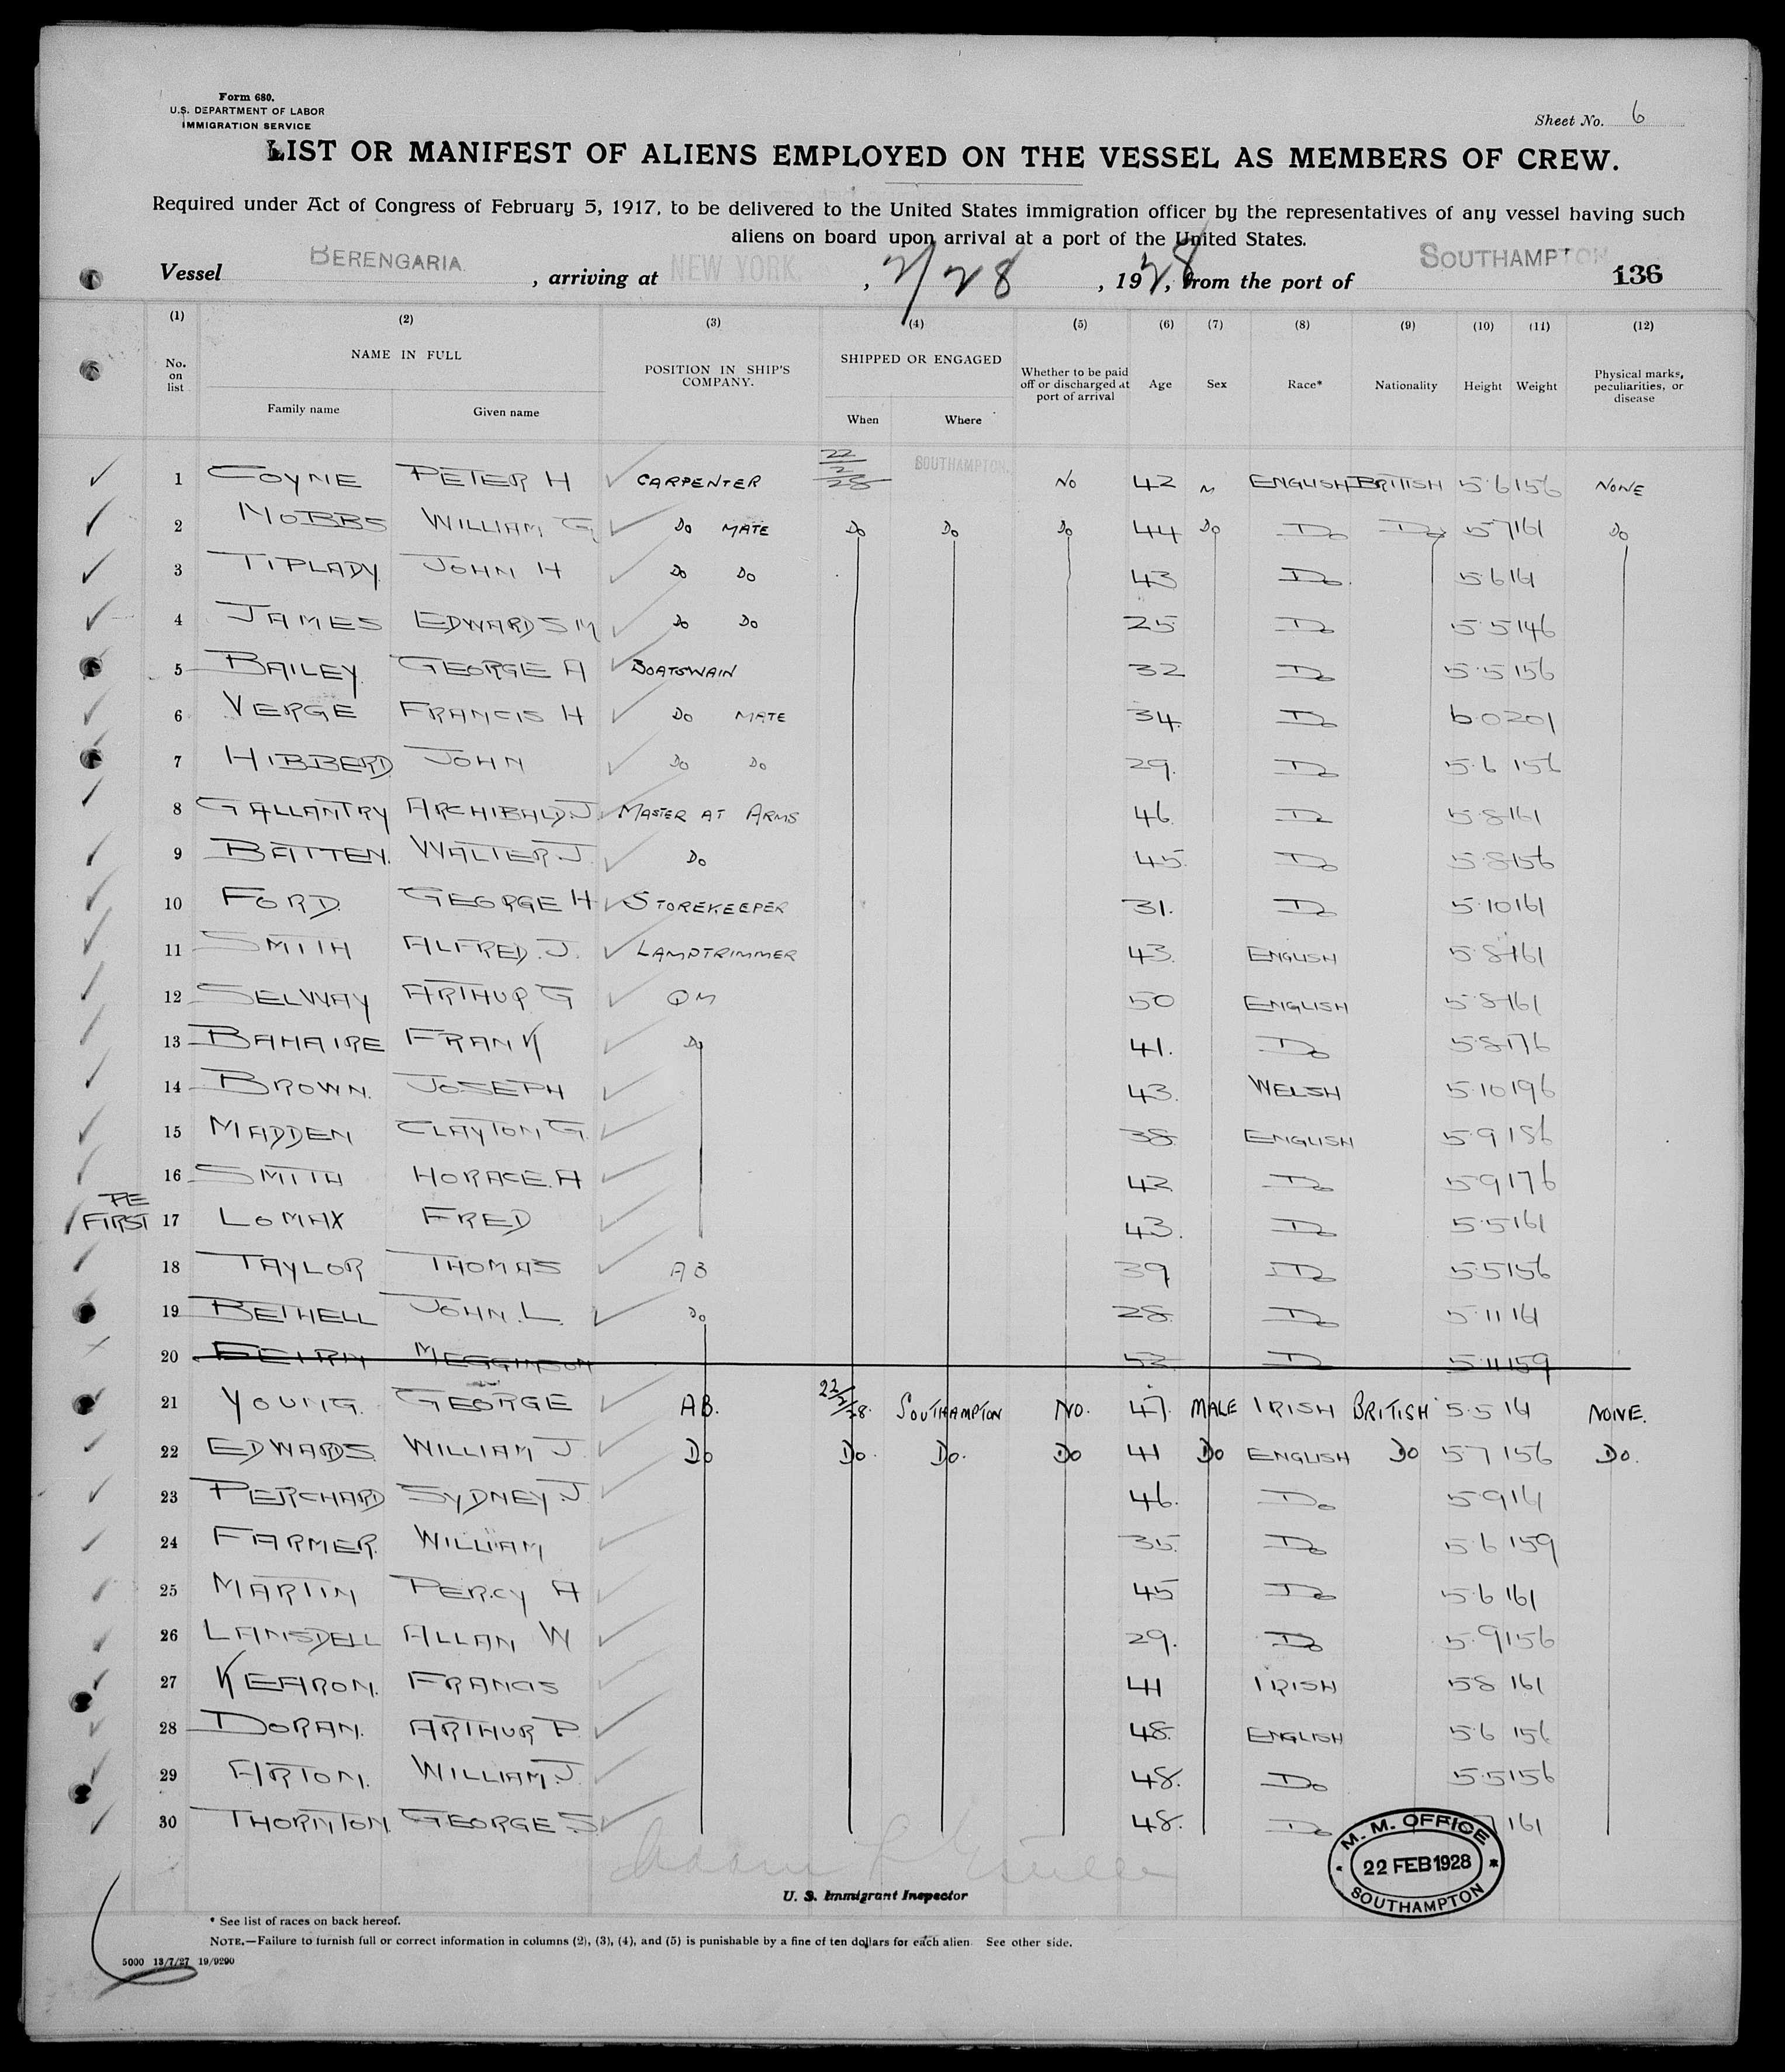 Form 680.
U.S. DEPARTMENT OF LABOR
IMMIGRATION SERVICE
Sheet No. 6
LIST OR MANIFEST OF ALIENS EMPLOYED ON THE VESSEL AS MEMBERS OF CREW.
Required under Act of Congress of February 5, 1917, to be delivered to the United States immigration officer by the representatives of any vessel having such
aliens on board upon arrival at a port of the United States.
Vessel BERENGARIA, arriving at NEW YORK, 2/28, 1928, from the port of SOUTHAMPTON 136
(1) (2) (3) (4) (5) (6) (7) (8) (9) (10) (11) (12)
No. on list NAME IN FULL POSITION IN SHIP'S COMPANY. SHIPPED OR ENGAGED Whether to be paid off or discharged at port of arrival Age Sex Race* Nationality Height Weight Physical marks, peculiarities, or disease
Family name Given name When Where
1 COYNE PETER H CARPENTER 22/2/28 SOUTHAMPTON. NO 42 M ENGLISH BRITISH 5·6 156 NONE
2 MOBBS WILLIAM G DO MATE DO DO DO 44 DO DO DO 5 7 161 DO
3 TIPLADY JOHN H DO DO 43 DO 5 6 161
4 JAMES EDWARD S M DO DO 25 DO 5 5 146
5 BAILEY GEORGE A BOATSWAIN 32 DO 5·5 156
6 VERGE FRANCIS H DO MATE 34 DO 6·0 201
7 HIBBERD JOHN DO DO 29. DO 5·6 156
8 GALLANTRY ARCHIBALD J MASTER AT ARMS 46. DO 5·8 161
9 BATTEN. WALTER J DO 45. DO 5·8 156
10 FORD. GEORGE H STOREKEEPER 31. DO 5·10 161
11 SMITH ALFRED. J. LAMPTRIMMER 43. ENGLISH 5·8 161
12 SELWAY ARTHUR G QM 50 ENGLISH 5·8 161
13 BAHAIRE FRANK DO 41. DO 5·8 176
14 BROWN. JOSEPH 43. WELSH 5·10 196
15 MADDEN CLAYTON G. 38 ENGLISH 5·9 186
16 SMITH HORACE. A 42 DO 5 9 176
FIRST 17 LOMAX FRED 43. DO 5·5 161
18 TAYLOR THOMAS AB 39 DO 5·5 156
19 BETHELL JOHN. L. DO 28 DO 5·11 161
20 DO 5·11 159
21 YOUNG. GEORGE AB. 22/2/28. SOUTHAMPTON NO. 47. MALE IRISH BRITISH 5·5 161 NONE.
22 EDWARDS WILLIAM J DO DO. DO. DO 41 DO ENGLISH DO 5 7 156 DO.
23 PERCHARD SYDNEY J 46. DO 5·9 161
24 FARMER. WILLIAM 35. DO 5·6 159
25 MARTIN PERCY A 45 DO 5·6 161
26 LANSDELL ALLAN W 29. DO 5·9 156
27 KEARON. FRANCIS 41 IRISH 5 8 161
28 DORAN. ARTHUR P. 48. ENGLISH 5·6 156
29 ARTON. WILLIAM J. 48. DO 5·5 156
30 THORNTON. GEORGE S. 48. DO 7 161
M. M. OFFICE
22 FEB 1928
SOUTHAMPTON
U. S. Immigrant Inspector
* See list of races on back hereof.
NOTE.—Failure to furnish full or correct information in columns (2), (3), (4), and (5) is punishable by a fine of ten dollars for each alien. See other side.
5000 13/7/27 19/9290